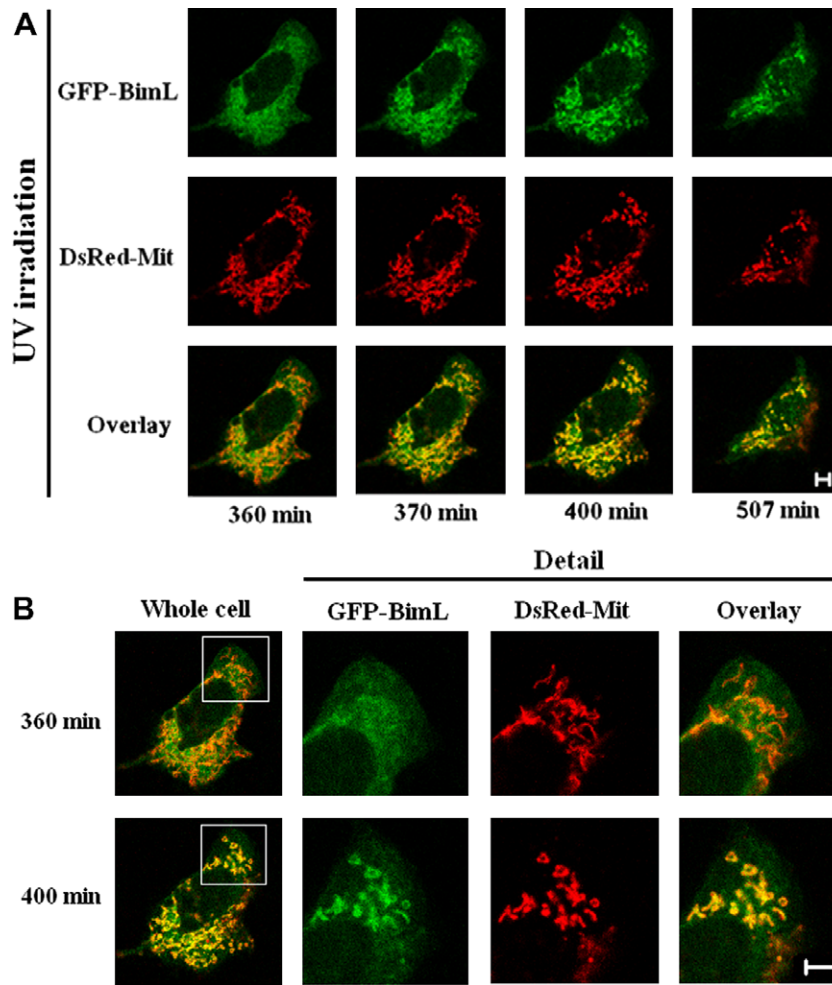 A
UV irradiation
GFP-BimL
DsRed-Mit
Overlay
360 min 370 min 400 min 507 min
Detail
B
Whole cell GFP-BimL DsRed-Mit Overlay
360 min
400 min